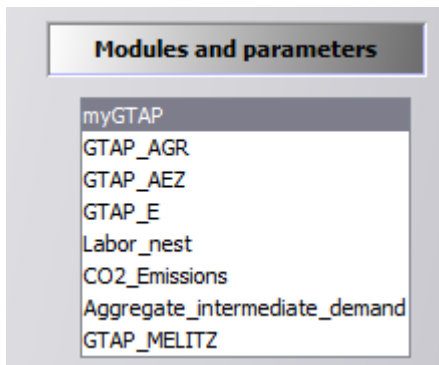 Modules and parameters
myGTAP
GTAP_AGR
GTAP_AEZ
GTAP_E
Labor_nest
CO2_Emissions
Aggregate_intermediate_demand
GTAP_MELITZ